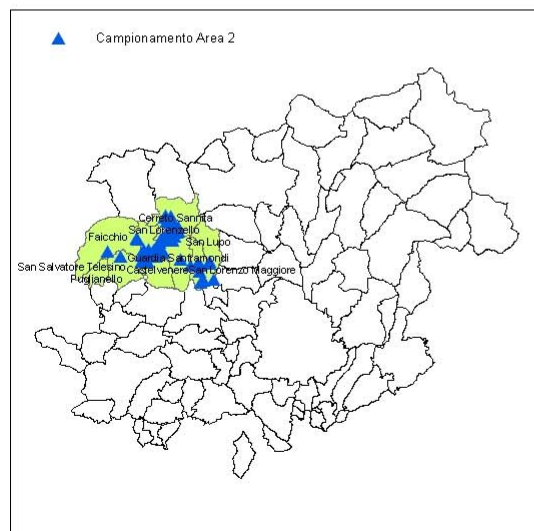 Campionamento Area 2
Cerreto Sannita
San Lorenzello
Faicchio
San Lupo
Guardia Sanframondi
San Salvatore Telesino
Castelvenere
San Lorenzo Maggiore
Puglianello